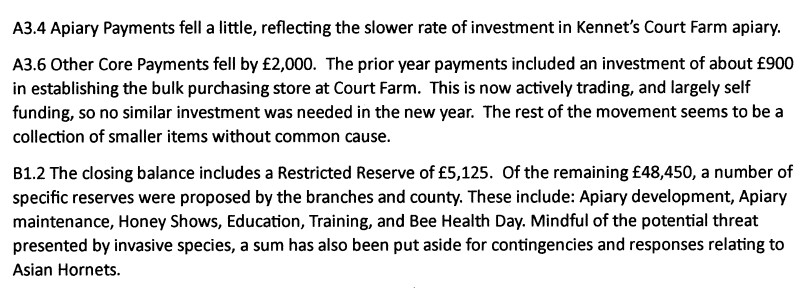 A3.4 Apiary Payments fell a little, reflecting the slower rate of investment in Kennet's Court Farm apiary.
A3.6 Other Core Payments fell by £2,000.  The prior year payments included an investment of about £900
in establishing the bulk purchasing store at Court Farm.  This is now actively trading, and largely self
funding, so no similar investment was needed in the new year.  The rest of the movement seems to be a
collection of smaller items without common cause.
B1.2 The closing balance includes a Restricted Reserve of £5,125.  Of the remaining £48,450, a number of
specific reserves were proposed by the branches and county. These include: Apiary development, Apiary
maintenance, Honey Shows, Education, Training, and Bee Health Day. Mindful of the potential threat
presented by invasive species, a sum has also been put aside for contingencies and responses relating to
Asian Hornets.